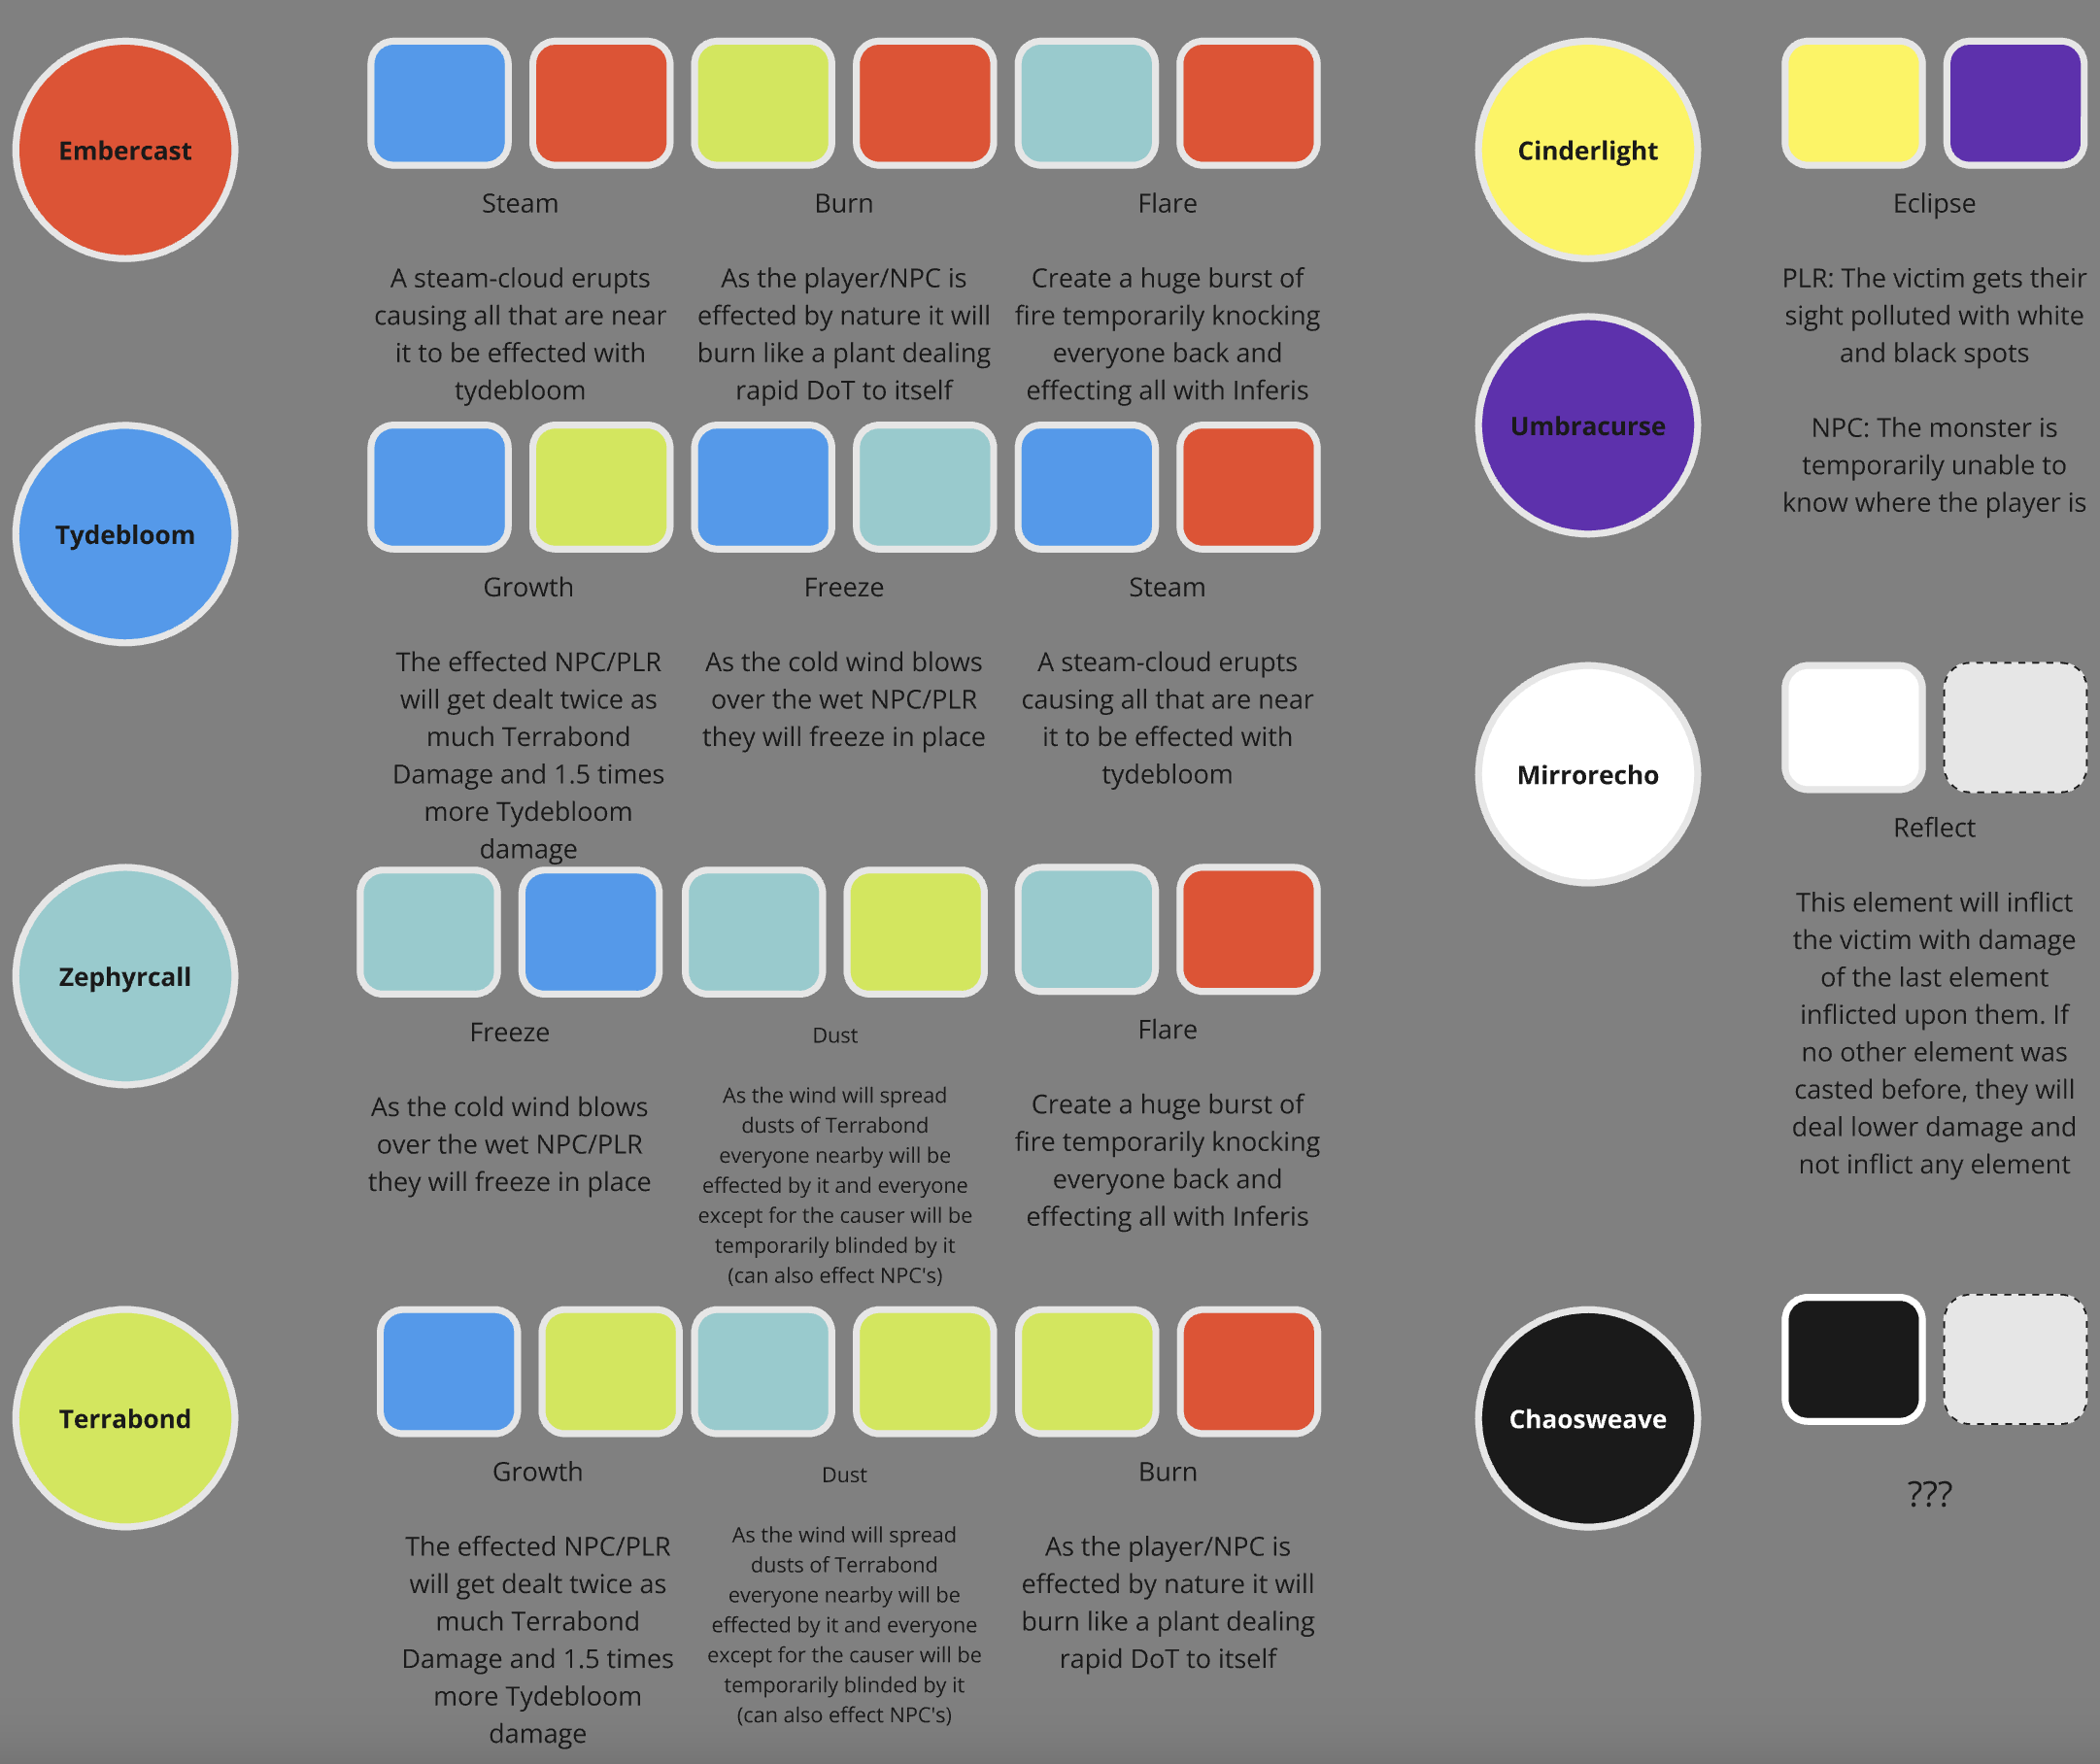 Embercast
Steam
A steam-cloud erupts
causing all that are near
it to be effected with
tydebloom
Burn
As the player/NPC is
effected by nature it will
burn like a plant dealing
rapid DoT to itself
Flare
Create a huge burst of
fire temporarily knocking
everyone back and
effecting all with Inferis
Tydebloom
Growth
The effected NPC/PLR
will get dealt twice as
much Terrabond
Damage and 1.5 times
more Tydebloom
damage
Freeze
As the cold wind blows
over the wet NPC/PLR
they will freeze in place
Steam
A steam-cloud erupts
causing all that are near
it to be effected with
tydebloom
Zephyrcall
Freeze
As the cold wind blows
over the wet NPC/PLR
they will freeze in place
Dust
As the wind will spread
dusts of Terrabond
everyone nearby will be
effected by it and everyone
except for the causer will be
temporarily blinded by it
(can also effect NPC's)
Flare
Create a huge burst of
fire temporarily knocking
everyone back and
effecting all with Inferis
Terrabond
Growth
The effected NPC/PLR
will get dealt twice as
much Terrabond
Damage and 1.5 times
more Tydebloom
damage
Dust
As the wind will spread
dusts of Terrabond
everyone nearby will be
effected by it and everyone
except for the causer will be
temporarily blinded by it
(can also effect NPC's)
Burn
As the player/NPC is
effected by nature it will
burn like a plant dealing
rapid DoT to itself
Cinderlight
Umbracurse
Eclipse
PLR: The victim gets their
sight polluted with white
and black spots
NPC: The monster is
temporarily unable to
know where the player is
Mirrorecho
Reflect
This element will inflict
the victim with damage
of the last element
inflicted upon them. If
no other element was
casted before, they will
deal lower damage and
not inflict any element
Chaosweave
???